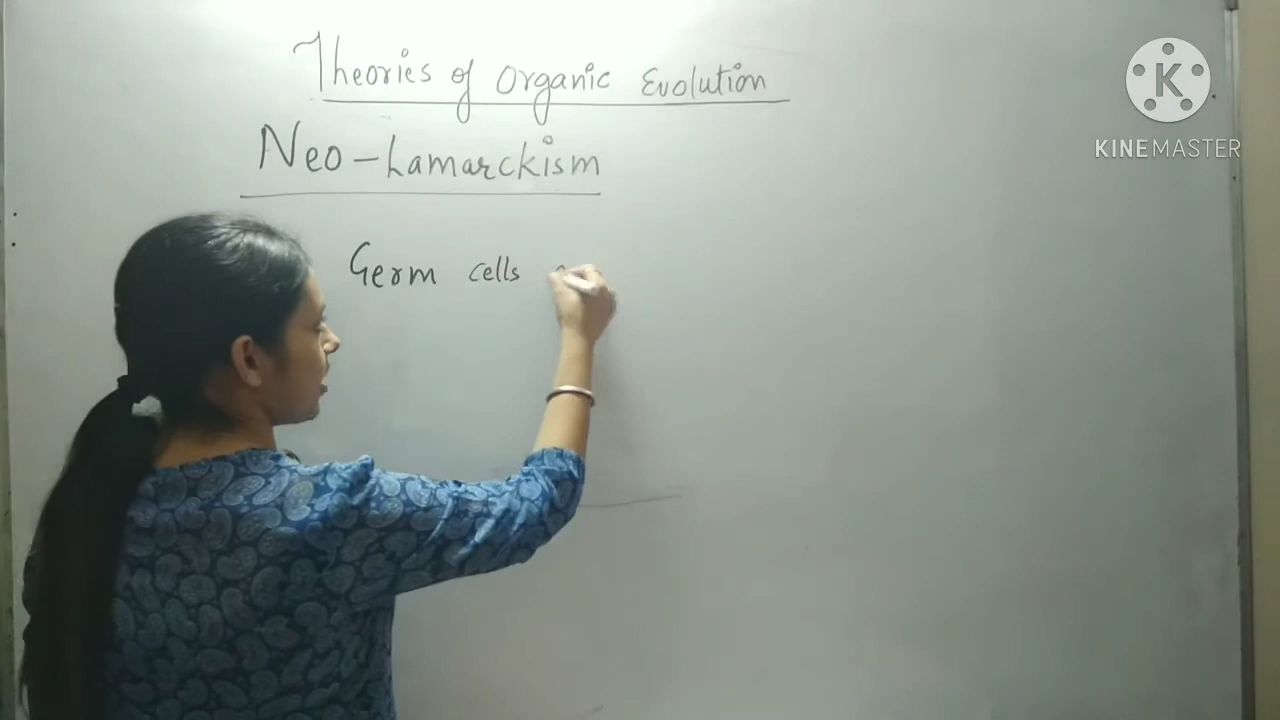 Theories of Organic Evolution
Neo-Lamarckism
Germ cells
K
KINEMASTER